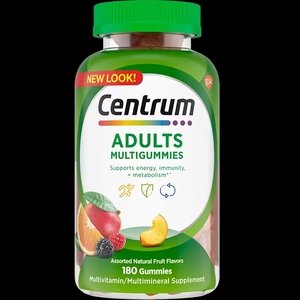 NEW LOOK!
Centrum
ADULTS
MULTIGUMMIES
Supports energy, immunity,
+ metabolism*^
Assorted Natural Fruit Flavors
180 Gummies
Multivitamin/Multimineral Supplement